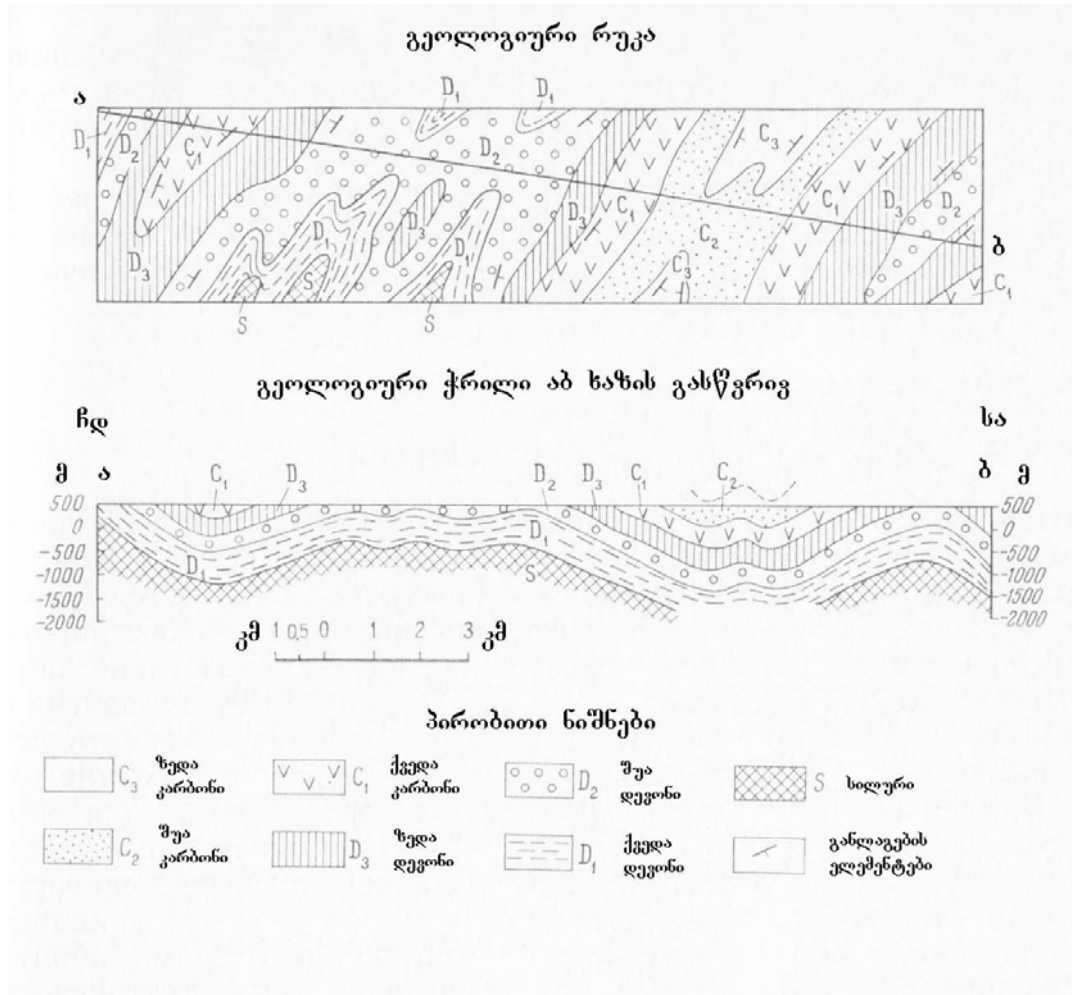 გეოლოგიური რუკა
ა
D₁ D₁
D₁ D₂ C₁ D₂ C₃
D₃ D₁ S D₃ D₁ D₃ C₁ C₂ C₃ C₁ D₃ D₂ ბ
C₁
S S
გეოლოგიური ჭრილი აბ ხაზის გასწვრივ
ჩდ სა
მ ა ბ მ
C₁ D₃ D₂ D₃ C₁ C₂
500 500
0 0
-500 D₁ D₁ -500
-1000 S -1000
-1500 -1500
-2000 -2000
კმ 1 0,5 0 1 2 3 კმ
პირობითი ნიშნები
C₃ ზედა კარბონი
C₁ ქვედა კარბონი
D₂ შუა დევონი
S სილური
C₂ შუა კარბონი
D₃ ზედა დევონი
D₁ ქვედა დევონი
განლაგების ელემენტები